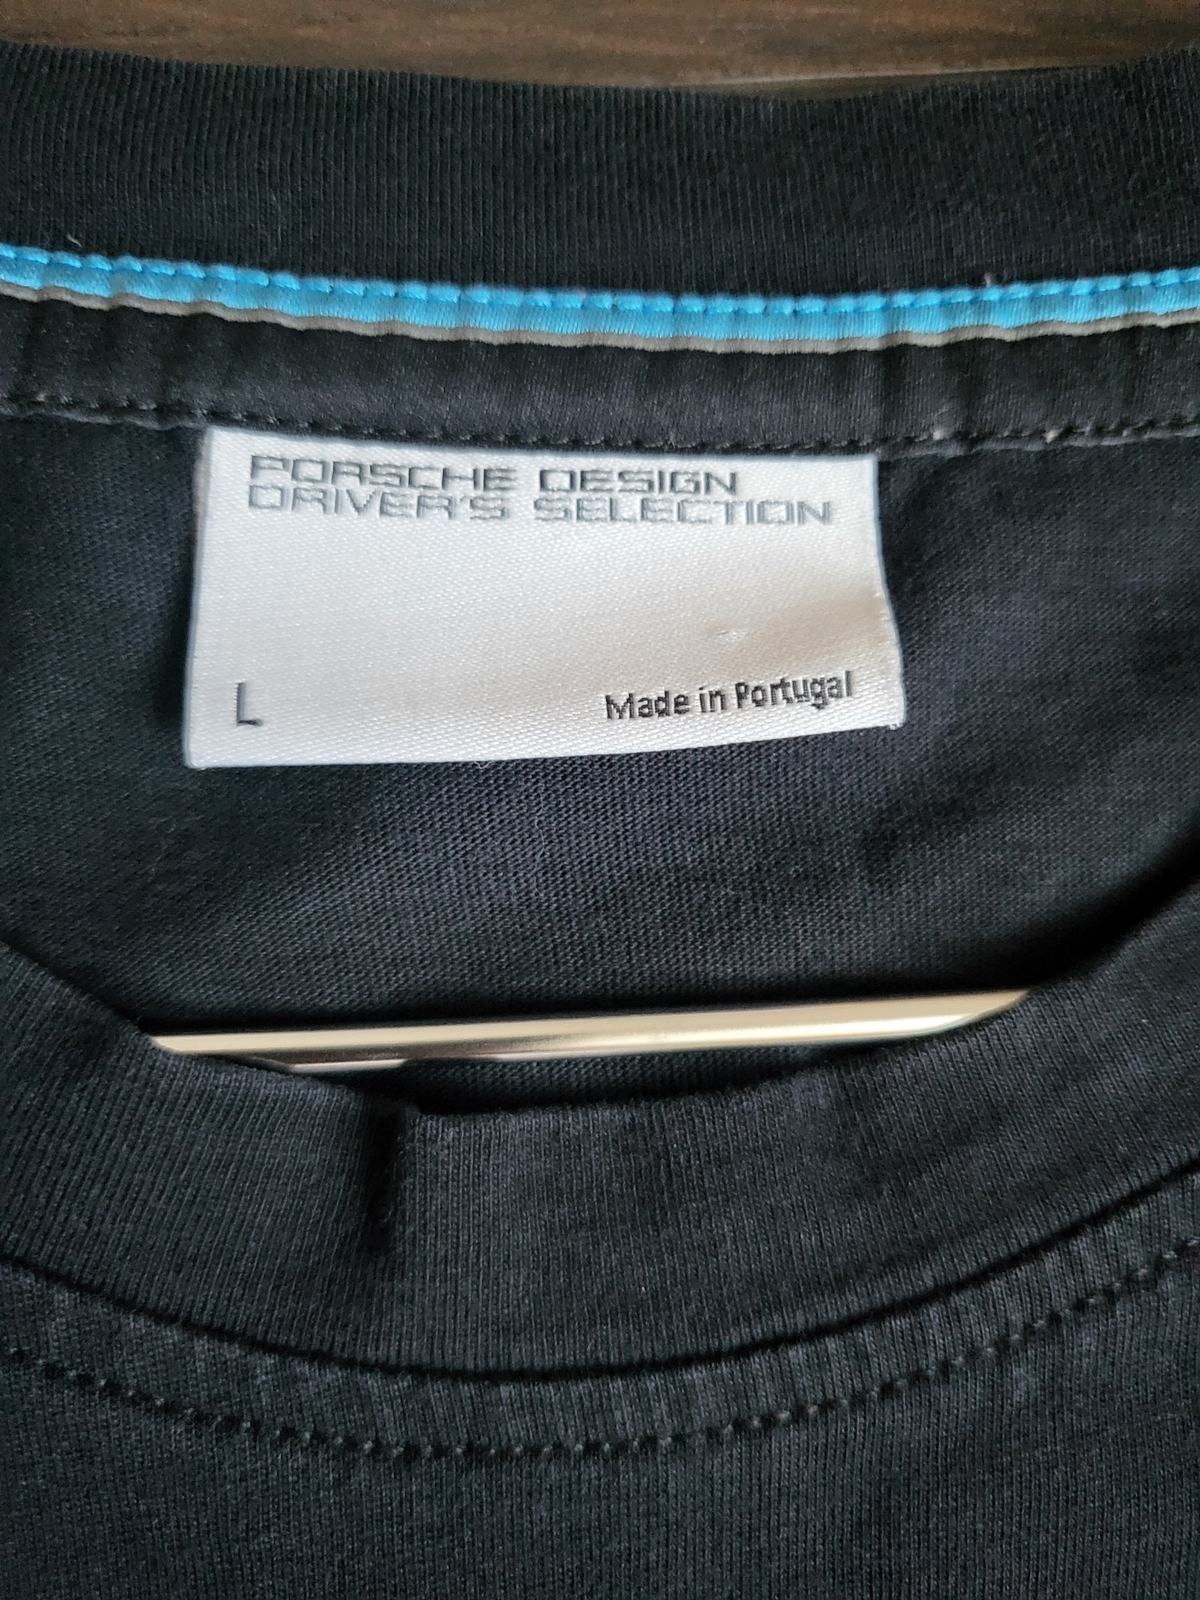 PORSCHE DESIGN
DRIVER'S SELECTION
L
Made in Portugal